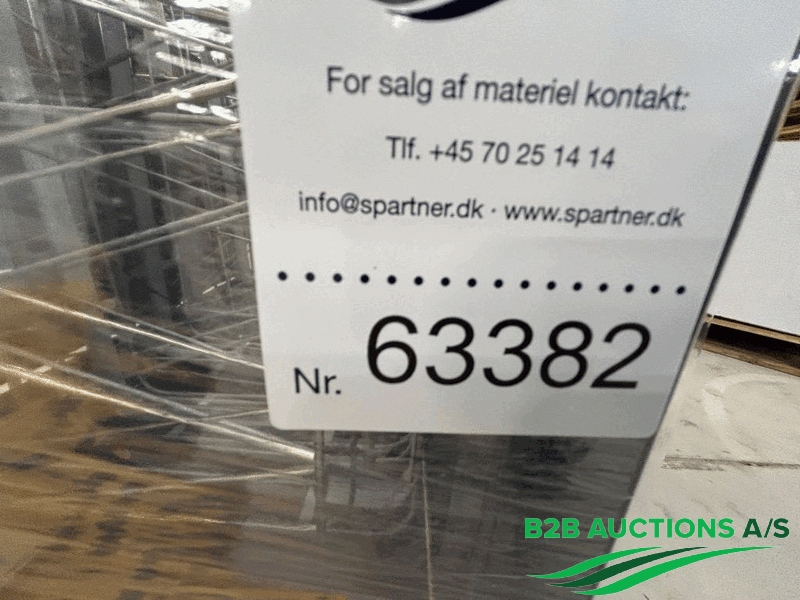 For salg af materiel kontakt:
Tlf. +45 70 25 14 14
info@spartner.dk · www.spartner.dk
Nr. 63382
B2B AUCTIONS A/S